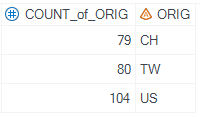 COUNT_of_ORIG ORIG
79 CH
80 TW
104 US